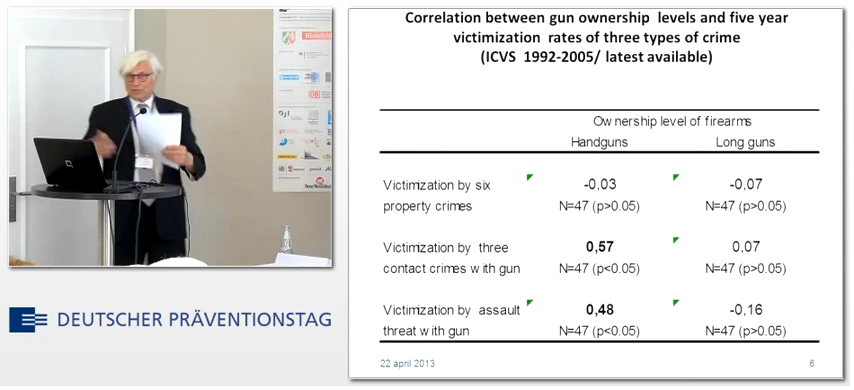 Correlation between gun ownership levels and five year
victimization rates of three types of crime
(ICVS 1992-2005/ latest available)
Ownership level of firearms
Handguns Long guns
Victimization by six -0,03 -0,07
property crimes N=47 (p>0.05) N=47 (p>0.05)
Victimization by three 0,57 0,07
contact crimes with gun N=47 (p<0.05) N=47 (p>0.05)
Victimization by assault 0,48 -0,16
threat with gun N=47 (p<0.05) N=47 (p>0.05)
22 april 2013 6
DEUTSCHER PRÄVENTIONSTAG